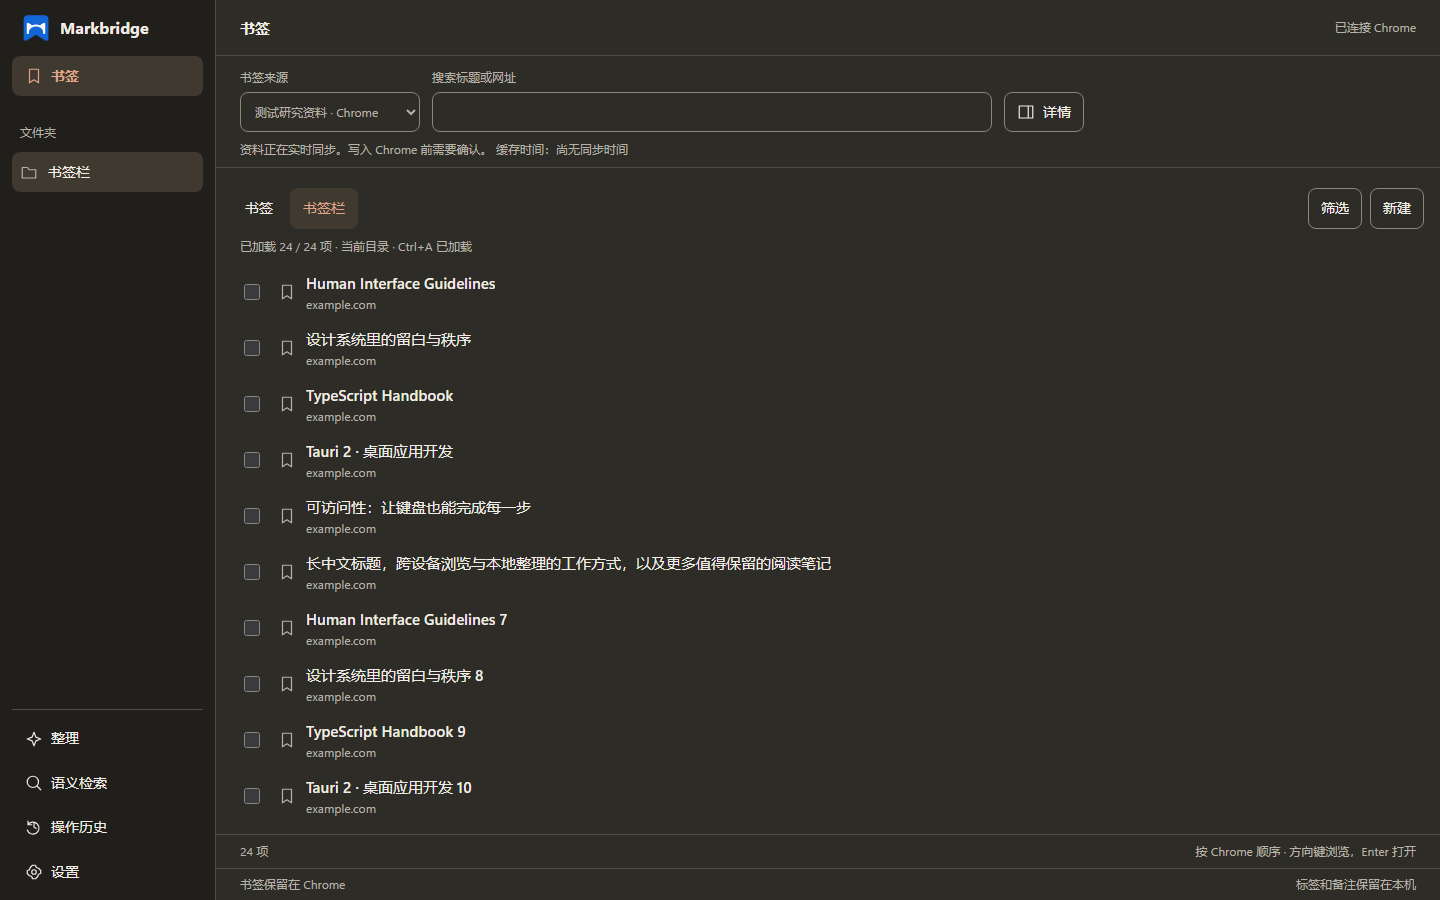 Markbridge
书签
文件夹
书签栏
整理
语义检索
操作历史
设置
书签
已连接 Chrome
书签来源
搜索标题或网址
测试研究资料 · Chrome
详情
资料正在实时同步。写入 Chrome 前需要确认。 缓存时间：尚无同步时间
书签 书签栏
筛选 新建
已加载 24 / 24 项 · 当前目录 · Ctrl+A 已加载
Human Interface Guidelines
example.com
设计系统里的留白与秩序
example.com
TypeScript Handbook
example.com
Tauri 2 · 桌面应用开发
example.com
可访问性：让键盘也能完成每一步
example.com
长中文标题，跨设备浏览与本地整理的工作方式，以及更多值得保留的阅读笔记
example.com
Human Interface Guidelines 7
example.com
设计系统里的留白与秩序 8
example.com
TypeScript Handbook 9
example.com
Tauri 2 · 桌面应用开发 10
example.com
24 项
按 Chrome 顺序 · 方向键浏览，Enter 打开
书签保留在 Chrome
标签和备注保留在本机